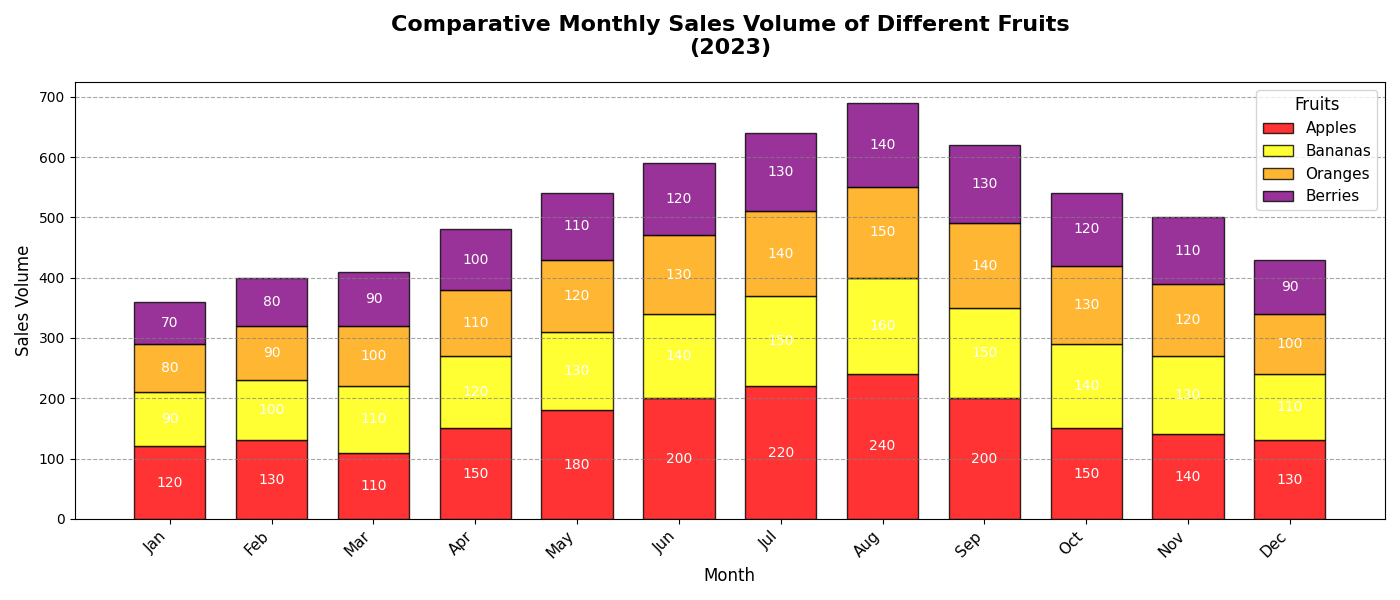 Comparative Monthly Sales Volume of Different Fruits
(2023)
Sales Volume
700
600
500
400
300
200
100
0
Fruits
Apples
Bananas
Oranges
Berries
70 80 90 100 110 120 130 140 130 120 110 90
80 90 100 110 120 130 140 150 140 130 120 100
90 100 110 120 130 140 150 160 150 140 130 110
120 130 110 150 180 200 220 240 200 150 140 130
Jan Feb Mar Apr May Jun Jul Aug Sep Oct Nov Dec
Month